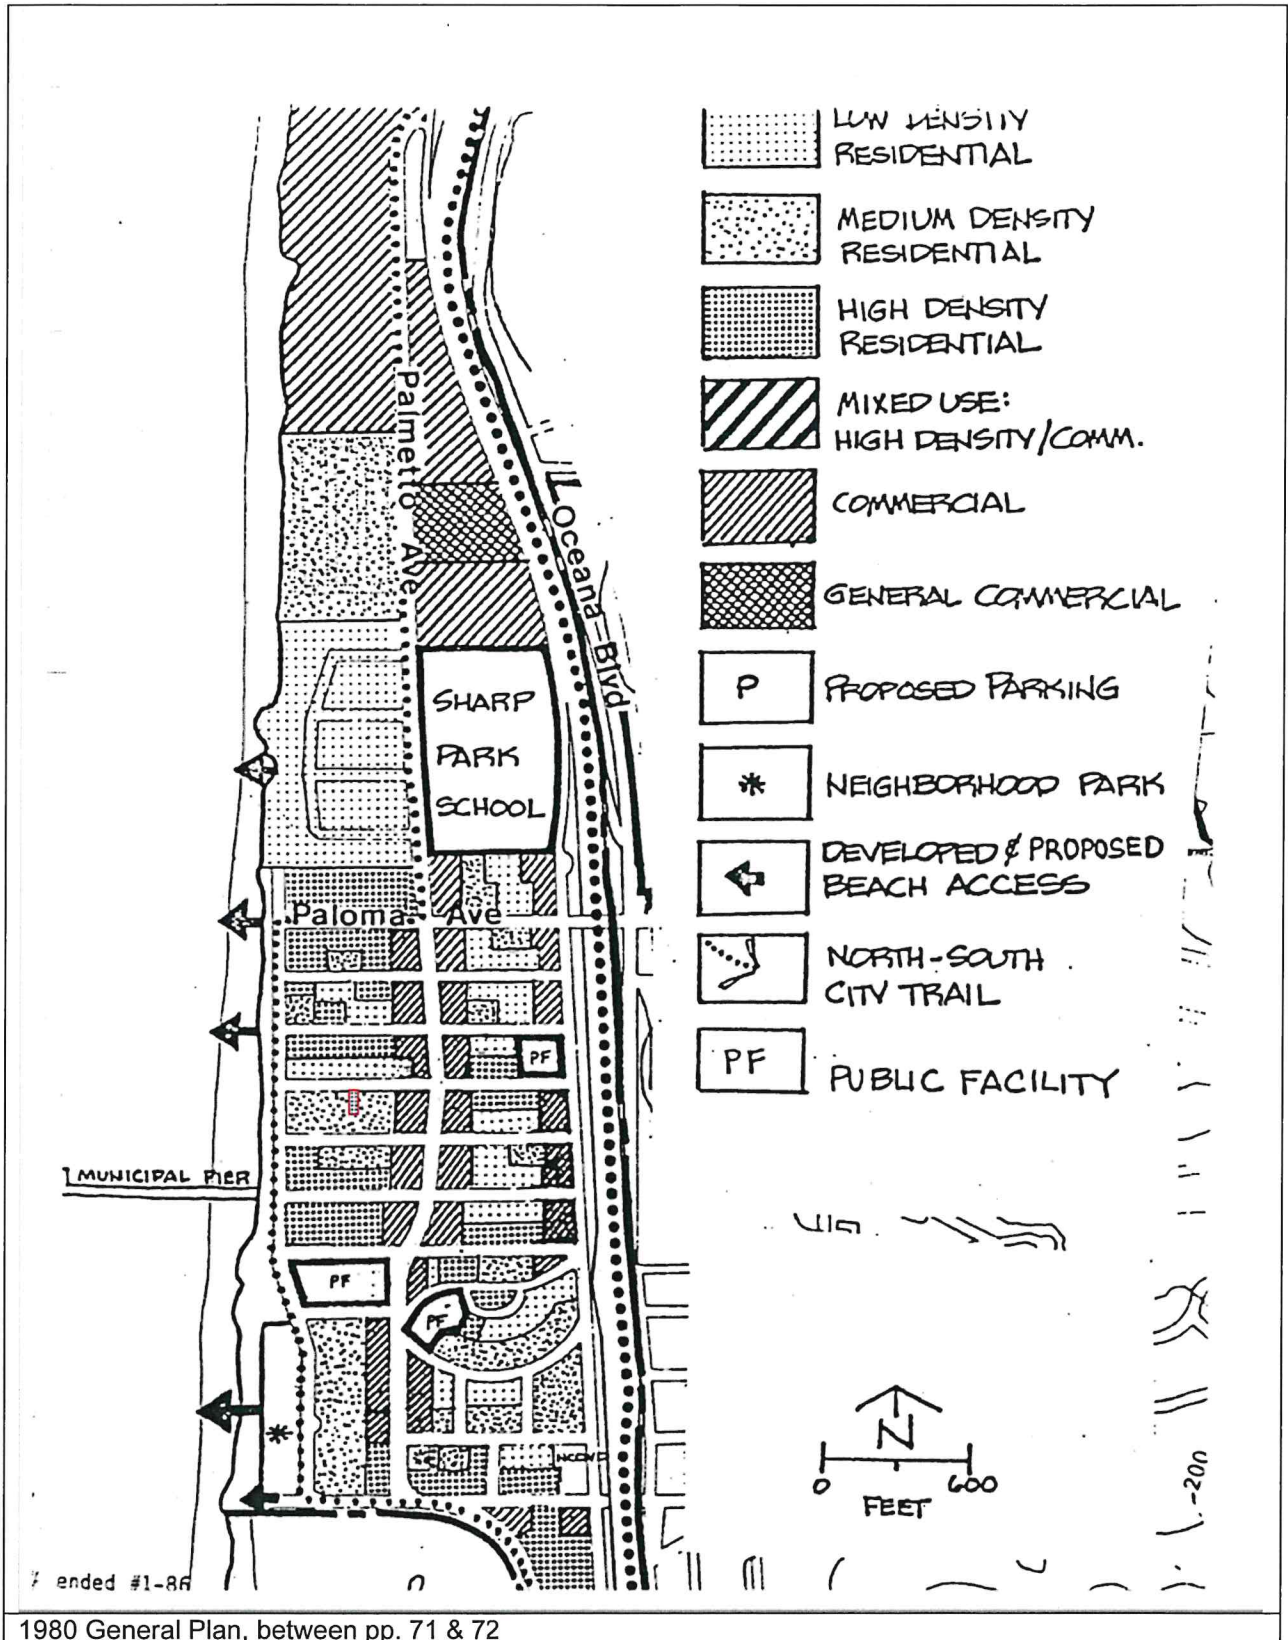 LOW DENSITY
RESIDENTIAL
MEDIUM DENSITY
RESIDENTIAL
HIGH DENSITY
RESIDENTIAL
MIXED USE:
HIGH DENSITY/COMM.
COMMERCIAL
GENERAL COMMERCIAL
P PROPOSED PARKING
NEIGHBORHOOD PARK
DEVELOPED & PROPOSED
BEACH ACCESS
NORTH-SOUTH
CITY TRAIL
PF PUBLIC FACILITY
Palmetto Ave
Oceana Blvd
SHARP
PARK
SCHOOL
Paloma Ave
PF
MUNICIPAL PIER
PF
PF
N
0 600
FEET
-200
ended #1-86
1980 General Plan, between pp. 71 & 72